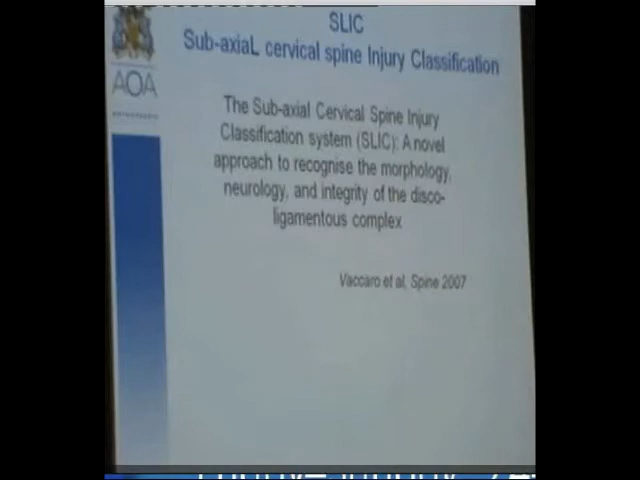 SLIC
Sub-axiaL cervical spine Injury Classification
AOA
The Sub-axial Cervical Spine Injury
Classification system (SLIC): A novel
approach to recognise the morphology,
neurology, and integrity of the disco-
ligamentous complex
Vaccaro et al, Spine 2007